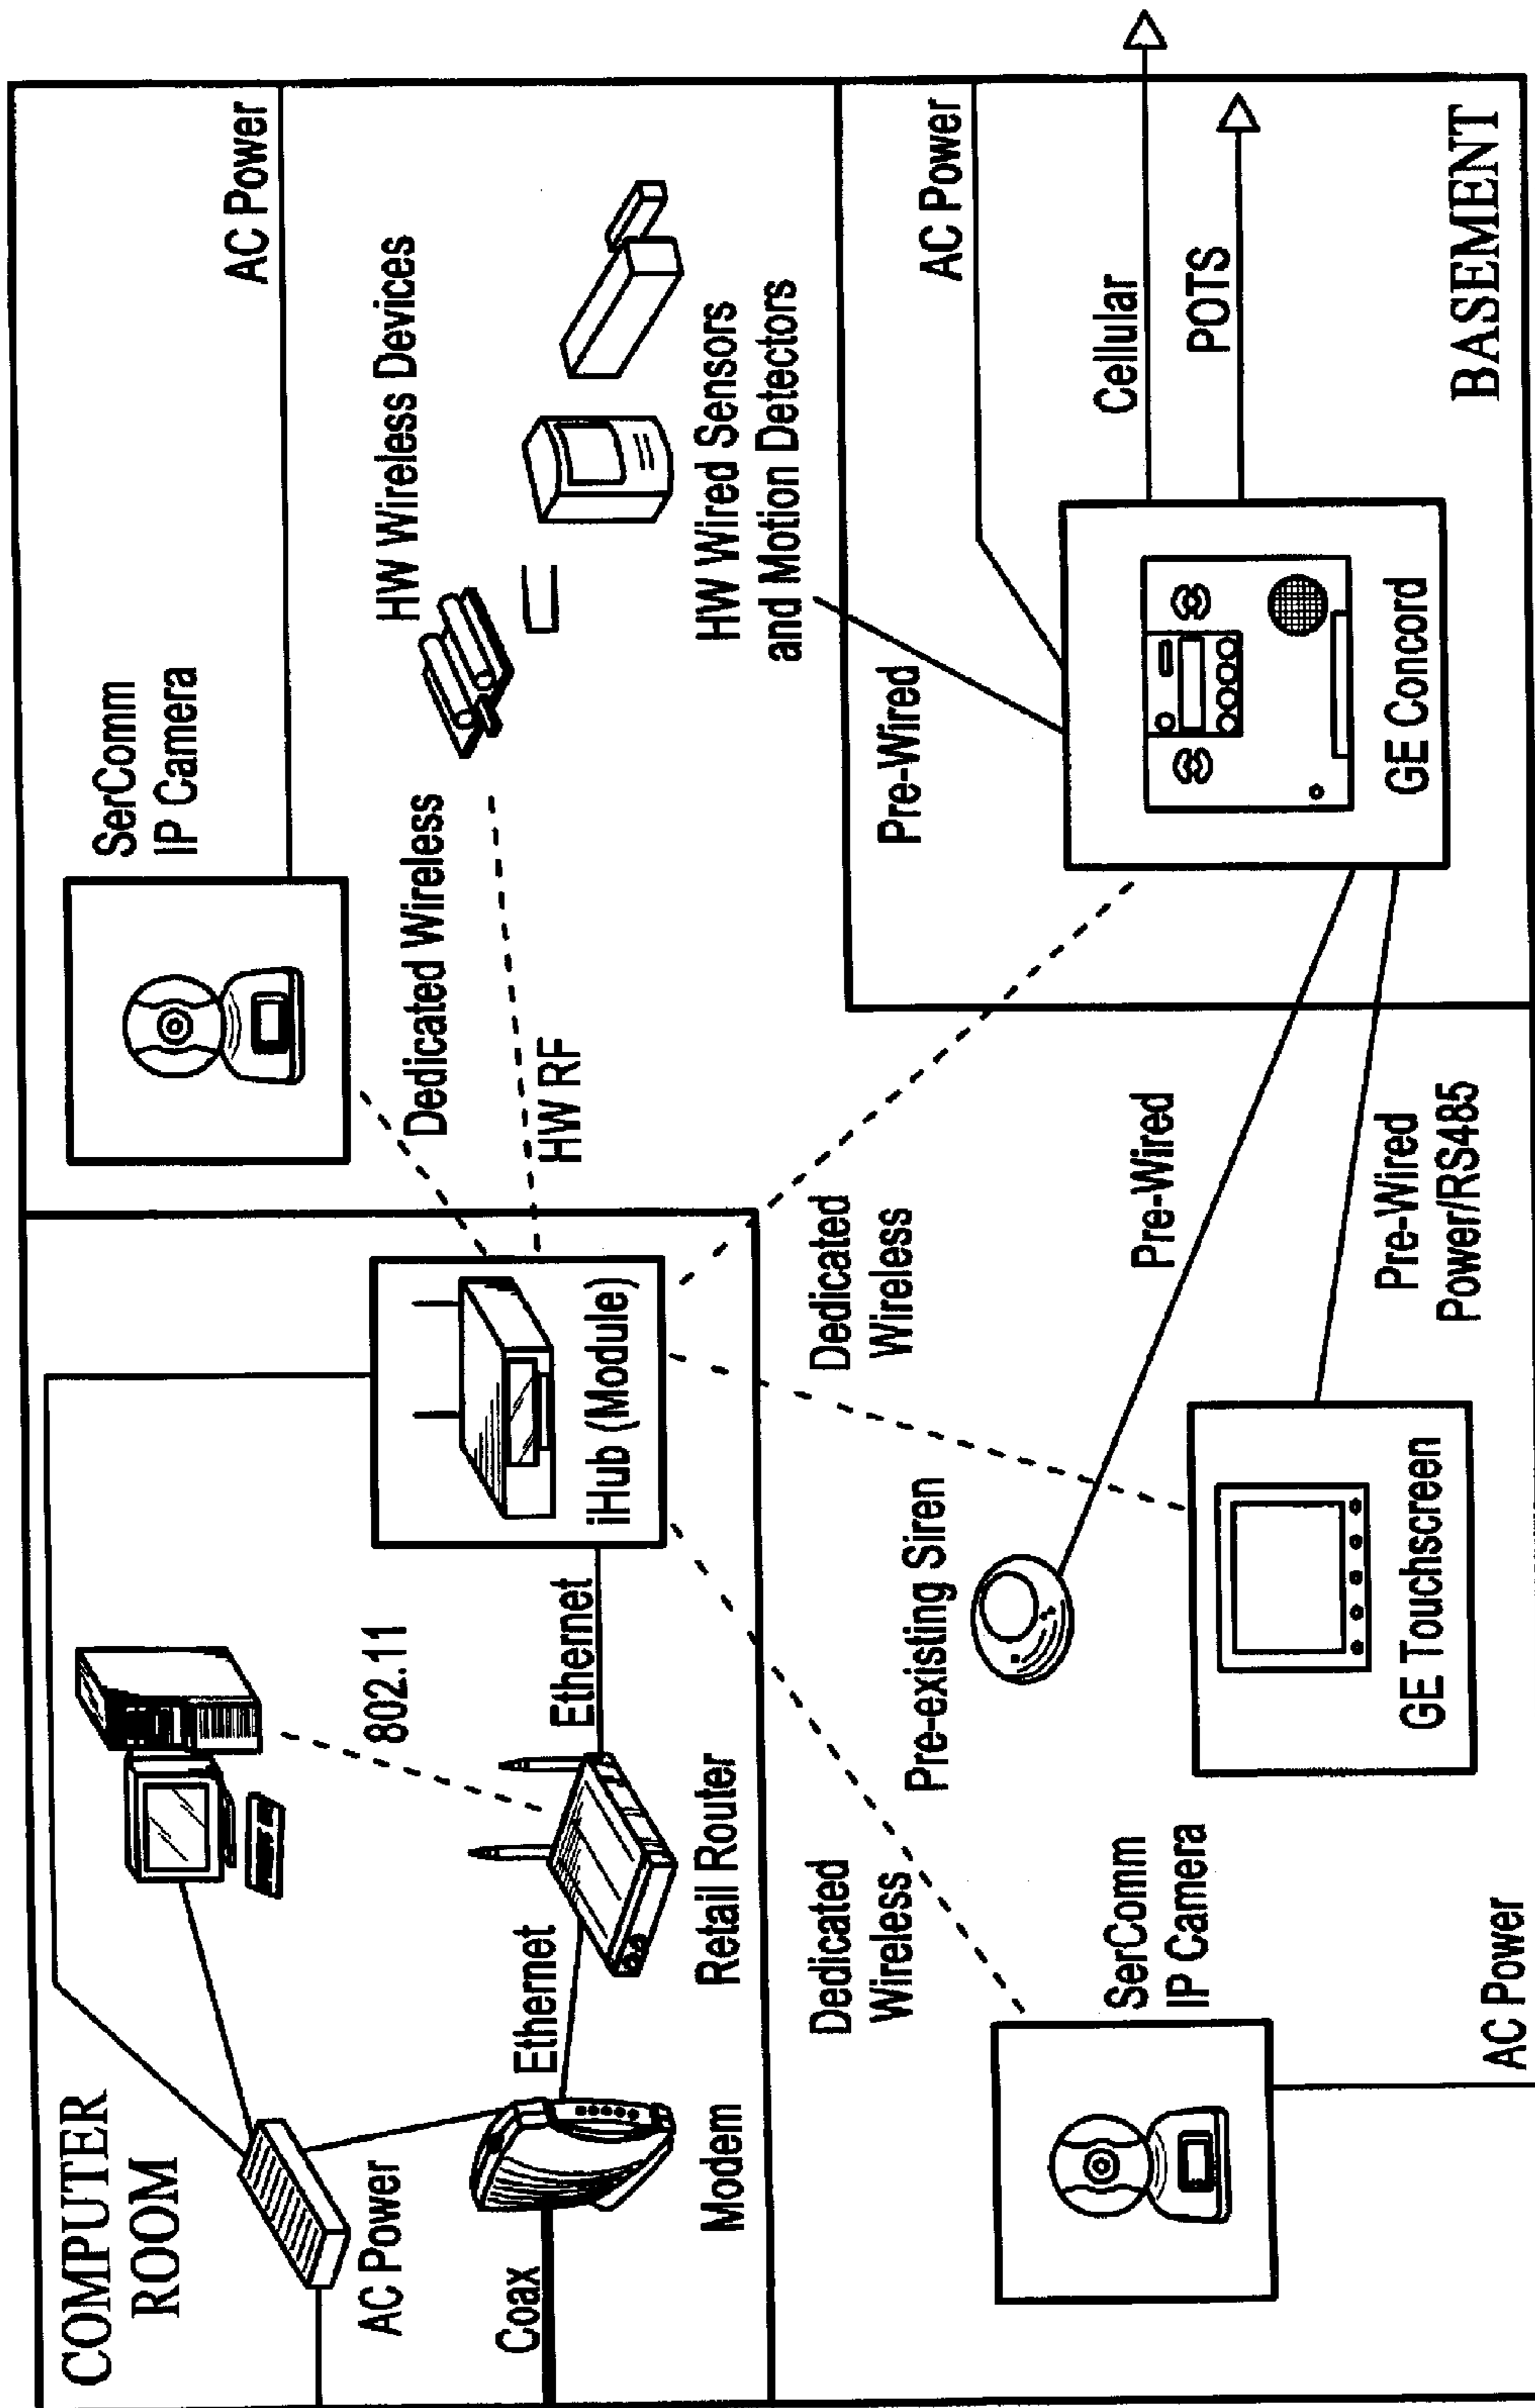 COMPUTER
ROOM
AC Power
Coax
Modem
Ethernet
Retail Router
802.11
Ethernet
iHub (Module)
SerComm
IP Camera
AC Power
Dedicated Wireless
HW RF
HW Wireless Devices
HW Wired Sensors
and Motion Detectors
Dedicated
Wireless
SerComm
IP Camera
AC Power
Pre-existing Siren
GE Touchscreen
Dedicated
Wireless
Pre-Wired
Pre-Wired
Power/RS485
Pre-Wired
AC Power
Cellular
POTS
GE Concord
BASEMENT